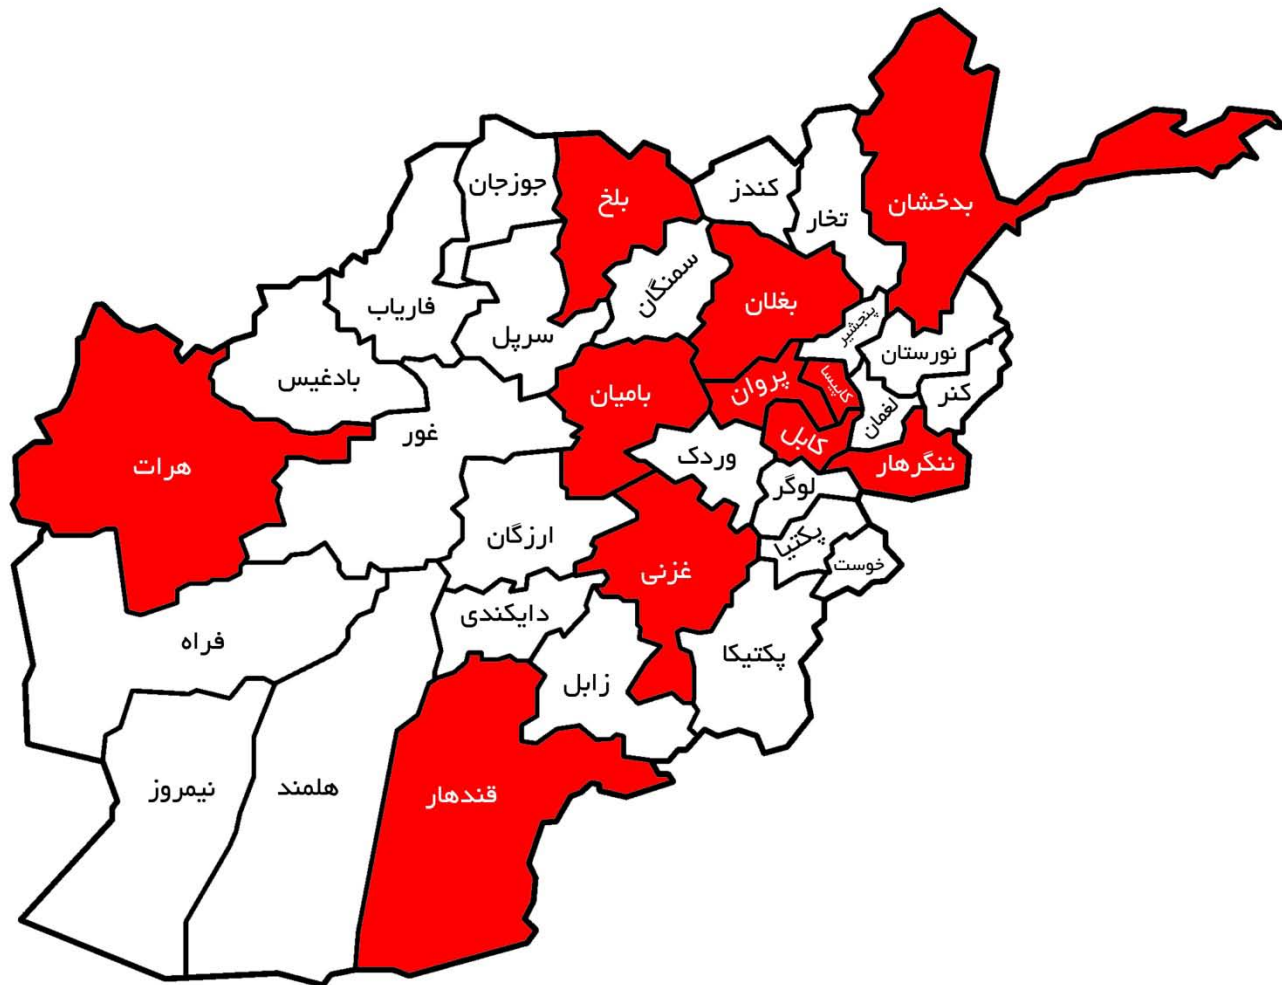 بدخشان
تخار
کندز
بلخ
جوزجان
فاریاب
سرپل
سمنگان
بغلان
پنجشیر
نورستان
کنر
لغمان
کاپیسا
پروان
بامیان
بادغیس
هرات
غور
وردک
کابل
ننگرهار
لوگر
پکتیا
خوست
غزنی
ارزگان
دایکندی
فراه
پکتیکا
زابل
قندهار
هلمند
نیمروز